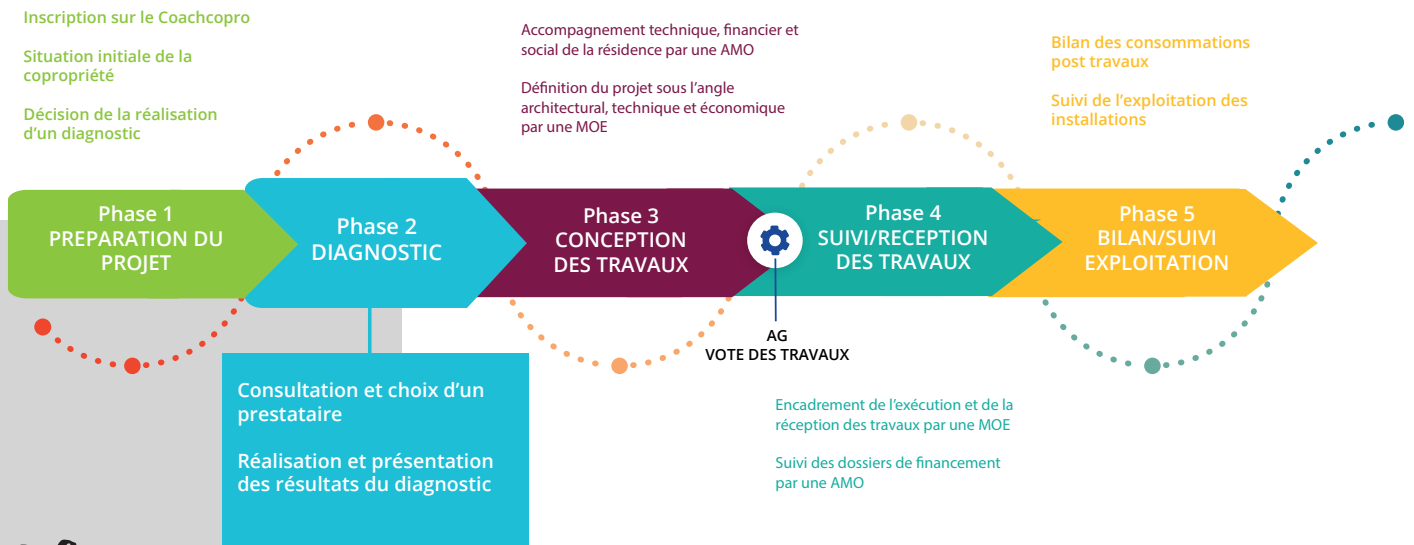 Inscription sur le Coachcopro
Situation initiale de la
copropriété
Décision de la réalisation
d'un diagnostic
Accompagnement technique, financier et
social de la résidence par une AMO
Définition du projet sous l'angle
architectural, technique et économique
par une MOE
Bilan des consommations
post travaux
Suivi de l'exploitation des
installations
Phase 1
PREPARATION DU
PROJET
Phase 2
DIAGNOSTIC
Phase 3
CONCEPTION
DES TRAVAUX
Phase 4
SUIVI/RECEPTION
DES TRAVAUX
Phase 5
BILAN/SUIVI
EXPLOITATION
AG
VOTE DES TRAVAUX
Consultation et choix d'un
prestataire
Réalisation et présentation
des résultats du diagnostic
Encadrement de l'exécution et de la
réception des travaux par une MOE
Suivi des dossiers de financement
par une AMO